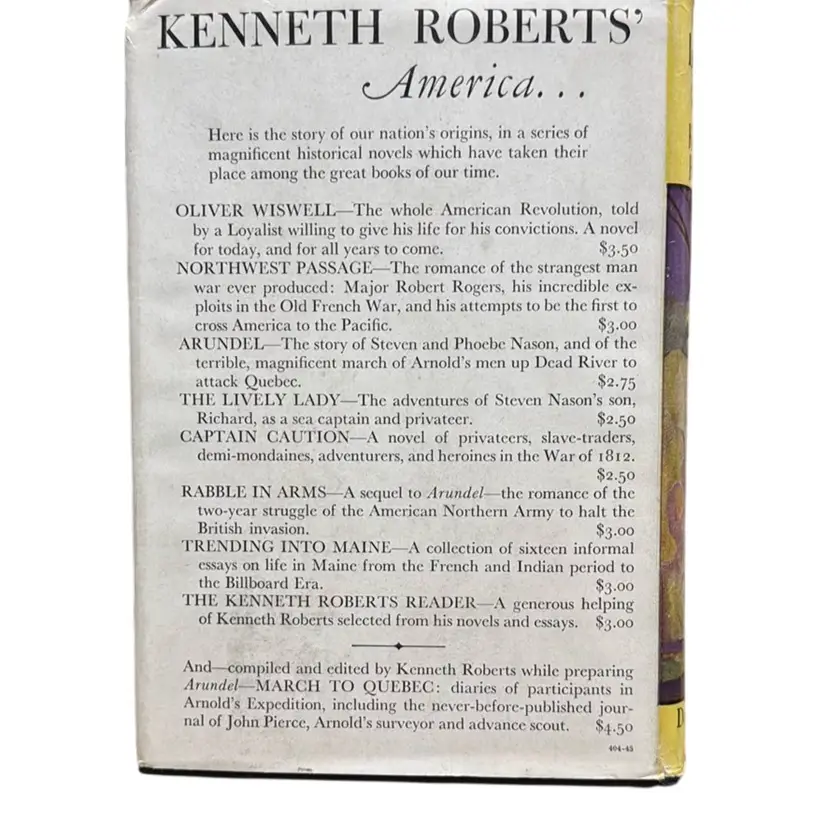 KENNETH ROBERTS’
America...
Here is the story of our nation’s origins, in a series of
magnificent historical novels which have taken their
place among the great books of our time.
OLIVER WISWELL—The whole American Revolution, told
by a Loyalist willing to give his life for his convictions. A novel
for today, and for all years to come. $3.50
NORTHWEST PASSAGE—The romance of the strangest man
war ever produced: Major Robert Rogers, his incredible ex-
ploits in the Old French War, and his attempts to be the first to
cross America to the Pacific. $3.00
ARUNDEL—The story of Steven and Phoebe Nason, and of the
terrible, magnificent march of Arnold’s men up Dead River to
attack Quebec. $2.75
THE LIVELY LADY—The adventures of Steven Nason’s son,
Richard, as a sea captain and privateer. $2.50
CAPTAIN CAUTION—A novel of privateers, slave-traders,
demi-mondaines, adventurers, and heroines in the War of 1812.
$2.50
RABBLE IN ARMS—A sequel to Arundel—the romance of the
two-year struggle of the American Northern Army to halt the
British invasion. $3.00
TRENDING INTO MAINE—A collection of sixteen informal
essays on life in Maine from the French and Indian period to
the Billboard Era. $3.00
THE KENNETH ROBERTS READER—A generous helping
of Kenneth Roberts selected from his novels and essays. $3.00
And—compiled and edited by Kenneth Roberts while preparing
Arundel—MARCH TO QUEBEC: diaries of participants in
Arnold’s Expedition, including the never-before-published jour-
nal of John Pierce, Arnold’s surveyor and advance scout. $4.50
404-45